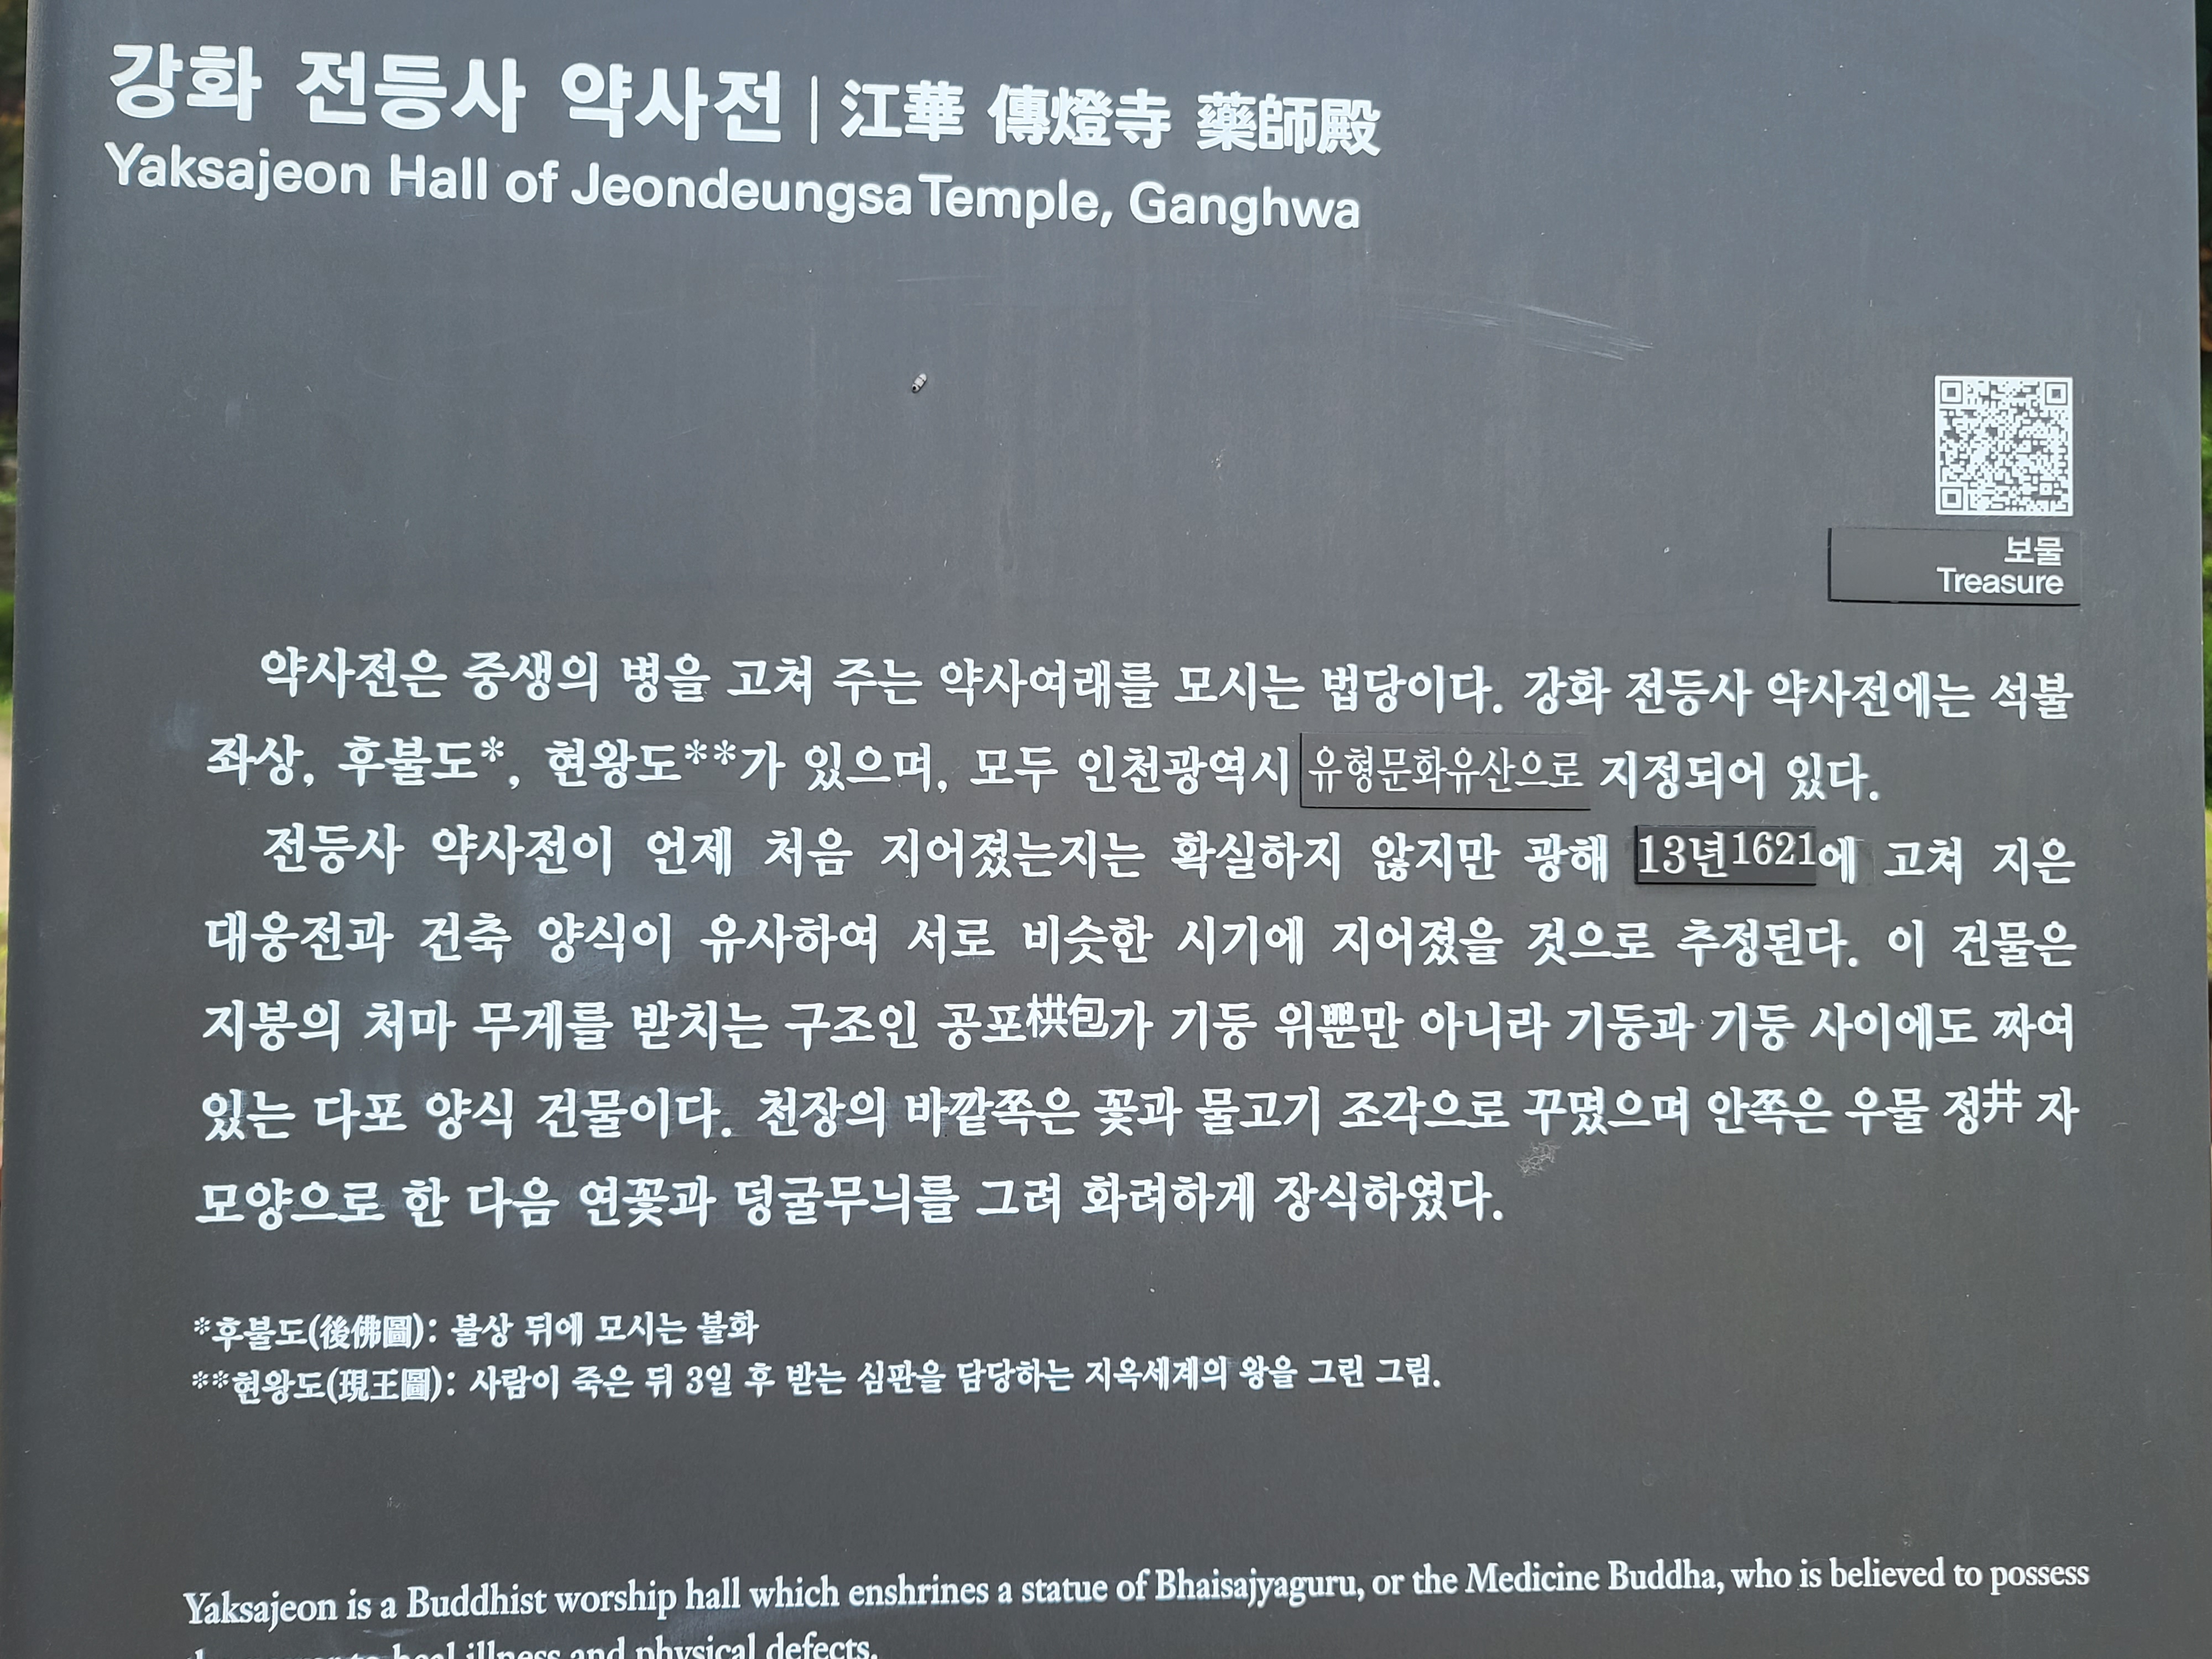 강화 전등사 약사전 | 江華 傳燈寺 藥師殿
Yaksajeon Hall of Jeondeungsa Temple, Ganghwa
보물
Treasure
약사전은 중생의 병을 고쳐 주는 약사여래를 모시는 법당이다. 강화 전등사 약사전에는 석불
좌상, 후불도*, 현왕도**가 있으며, 모두 인천광역시 유형문화유산으로 지정되어 있다.
전등사 약사전이 언제 처음 지어졌는지는 확실하지 않지만 광해 13년1621에 고쳐 지은
대웅전과 건축 양식이 유사하여 서로 비슷한 시기에 지어졌을 것으로 추정된다. 이 건물은
지붕의 처마 무게를 받치는 구조인 공포栱包가 기둥 위뿐만 아니라 기둥과 기둥 사이에도 짜여
있는 다포 양식 건물이다. 천장의 바깥쪽은 꽃과 물고기 조각으로 꾸몄으며 안쪽은 우물 정井 자
모양으로 한 다음 연꽃과 덩굴무늬를 그려 화려하게 장식하였다.
*후불도(後佛圖): 불상 뒤에 모시는 불화
**현왕도(現王圖): 사람이 죽은 뒤 3일 후 받는 심판을 담당하는 지옥세계의 왕을 그린 그림.
Yaksajeon is a Buddhist worship hall which enshrines a statue of Bhaisajyaguru, or the Medicine Buddha, who is believed to possess
to heal illness and physical defects.